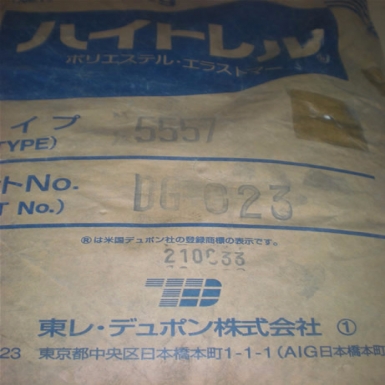 ハイトレル
ポリエステル・エラストマー
イプ 5557
TYPE)
トNo.
T No.)
023
®は米国デュポン社の登録商標の表示です。
210633
東レ・デュポン株式会社 ①
23 東京都中央区日本橋本町1-1-1(AIG日本橋本町